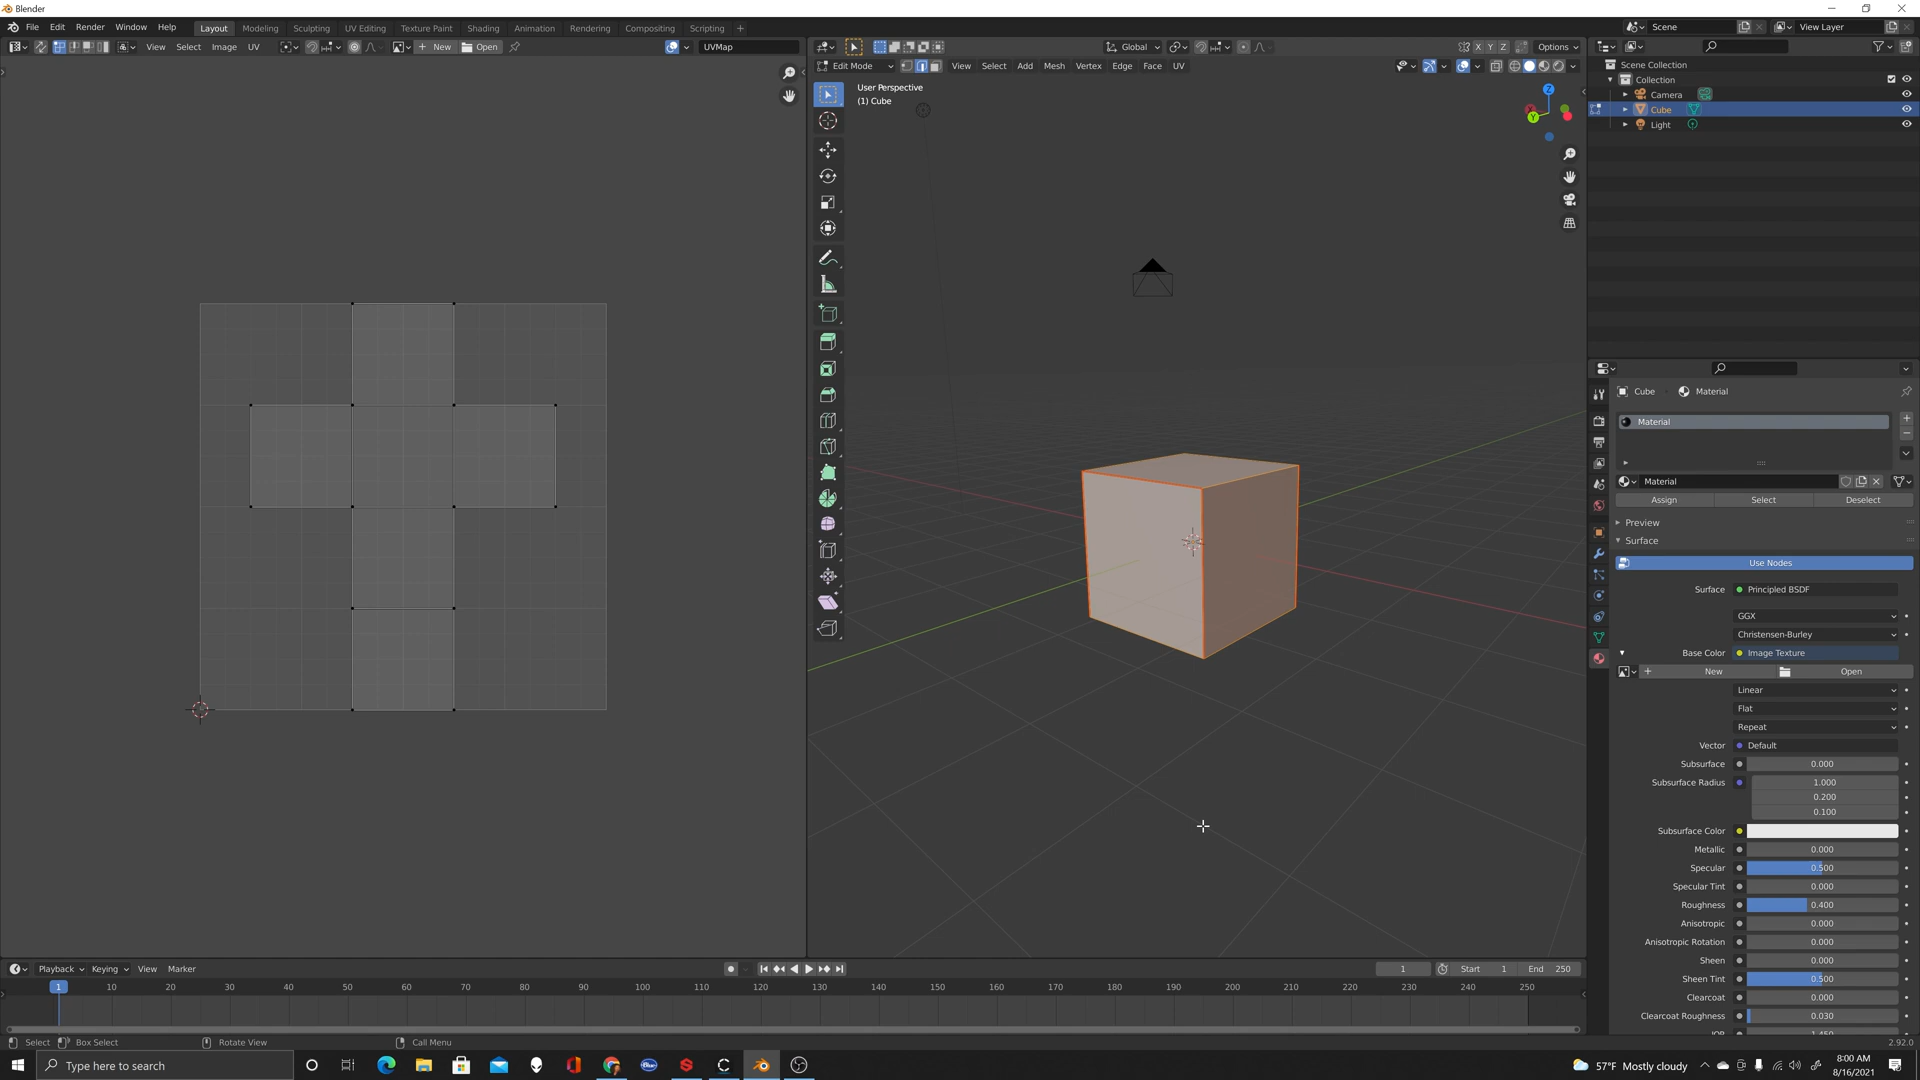 Blender
File Edit Render Window Help Layout Modeling Sculpting UV Editing Texture Paint Shading Animation Rendering Compositing Scripting + Scene View Layer
View Select Image UV + New Open UVMap
Global X Y Z Options
Edit Mode View Select Add Mesh Vertex Edge Face UV
User Perspective
(1) Cube
Z
Y
Scene Collection
Collection
Camera
Cube
Light
Cube Material
Material
Material
Assign Select Deselect
Preview
Surface
Use Nodes
Surface Principled BSDF
GGX
Christensen-Burley
Base Color Image Texture
+ New Open
Linear
Flat
Repeat
Vector Default
Subsurface 0.000
Subsurface Radius 1.000
0.200
0.100
Subsurface Color
Metallic 0.000
Specular 0.500
Specular Tint 0.000
Roughness 0.400
Anisotropic 0.000
Anisotropic Rotation 0.000
Sheen 0.000
Sheen Tint 0.500
Clearcoat 0.000
Clearcoat Roughness 0.030
IOR 1.450
Playback Keying View Marker 1 Start 1 End 250
1 10 20 30 40 50 60 70 80 90 100 110 120 130 140 150 160 170 180 190 200 210 220 230 240 250
Select Box Select Rotate View Call Menu 2.92.0
Type here to search
57°F Mostly cloudy
8:00 AM
8/16/2021